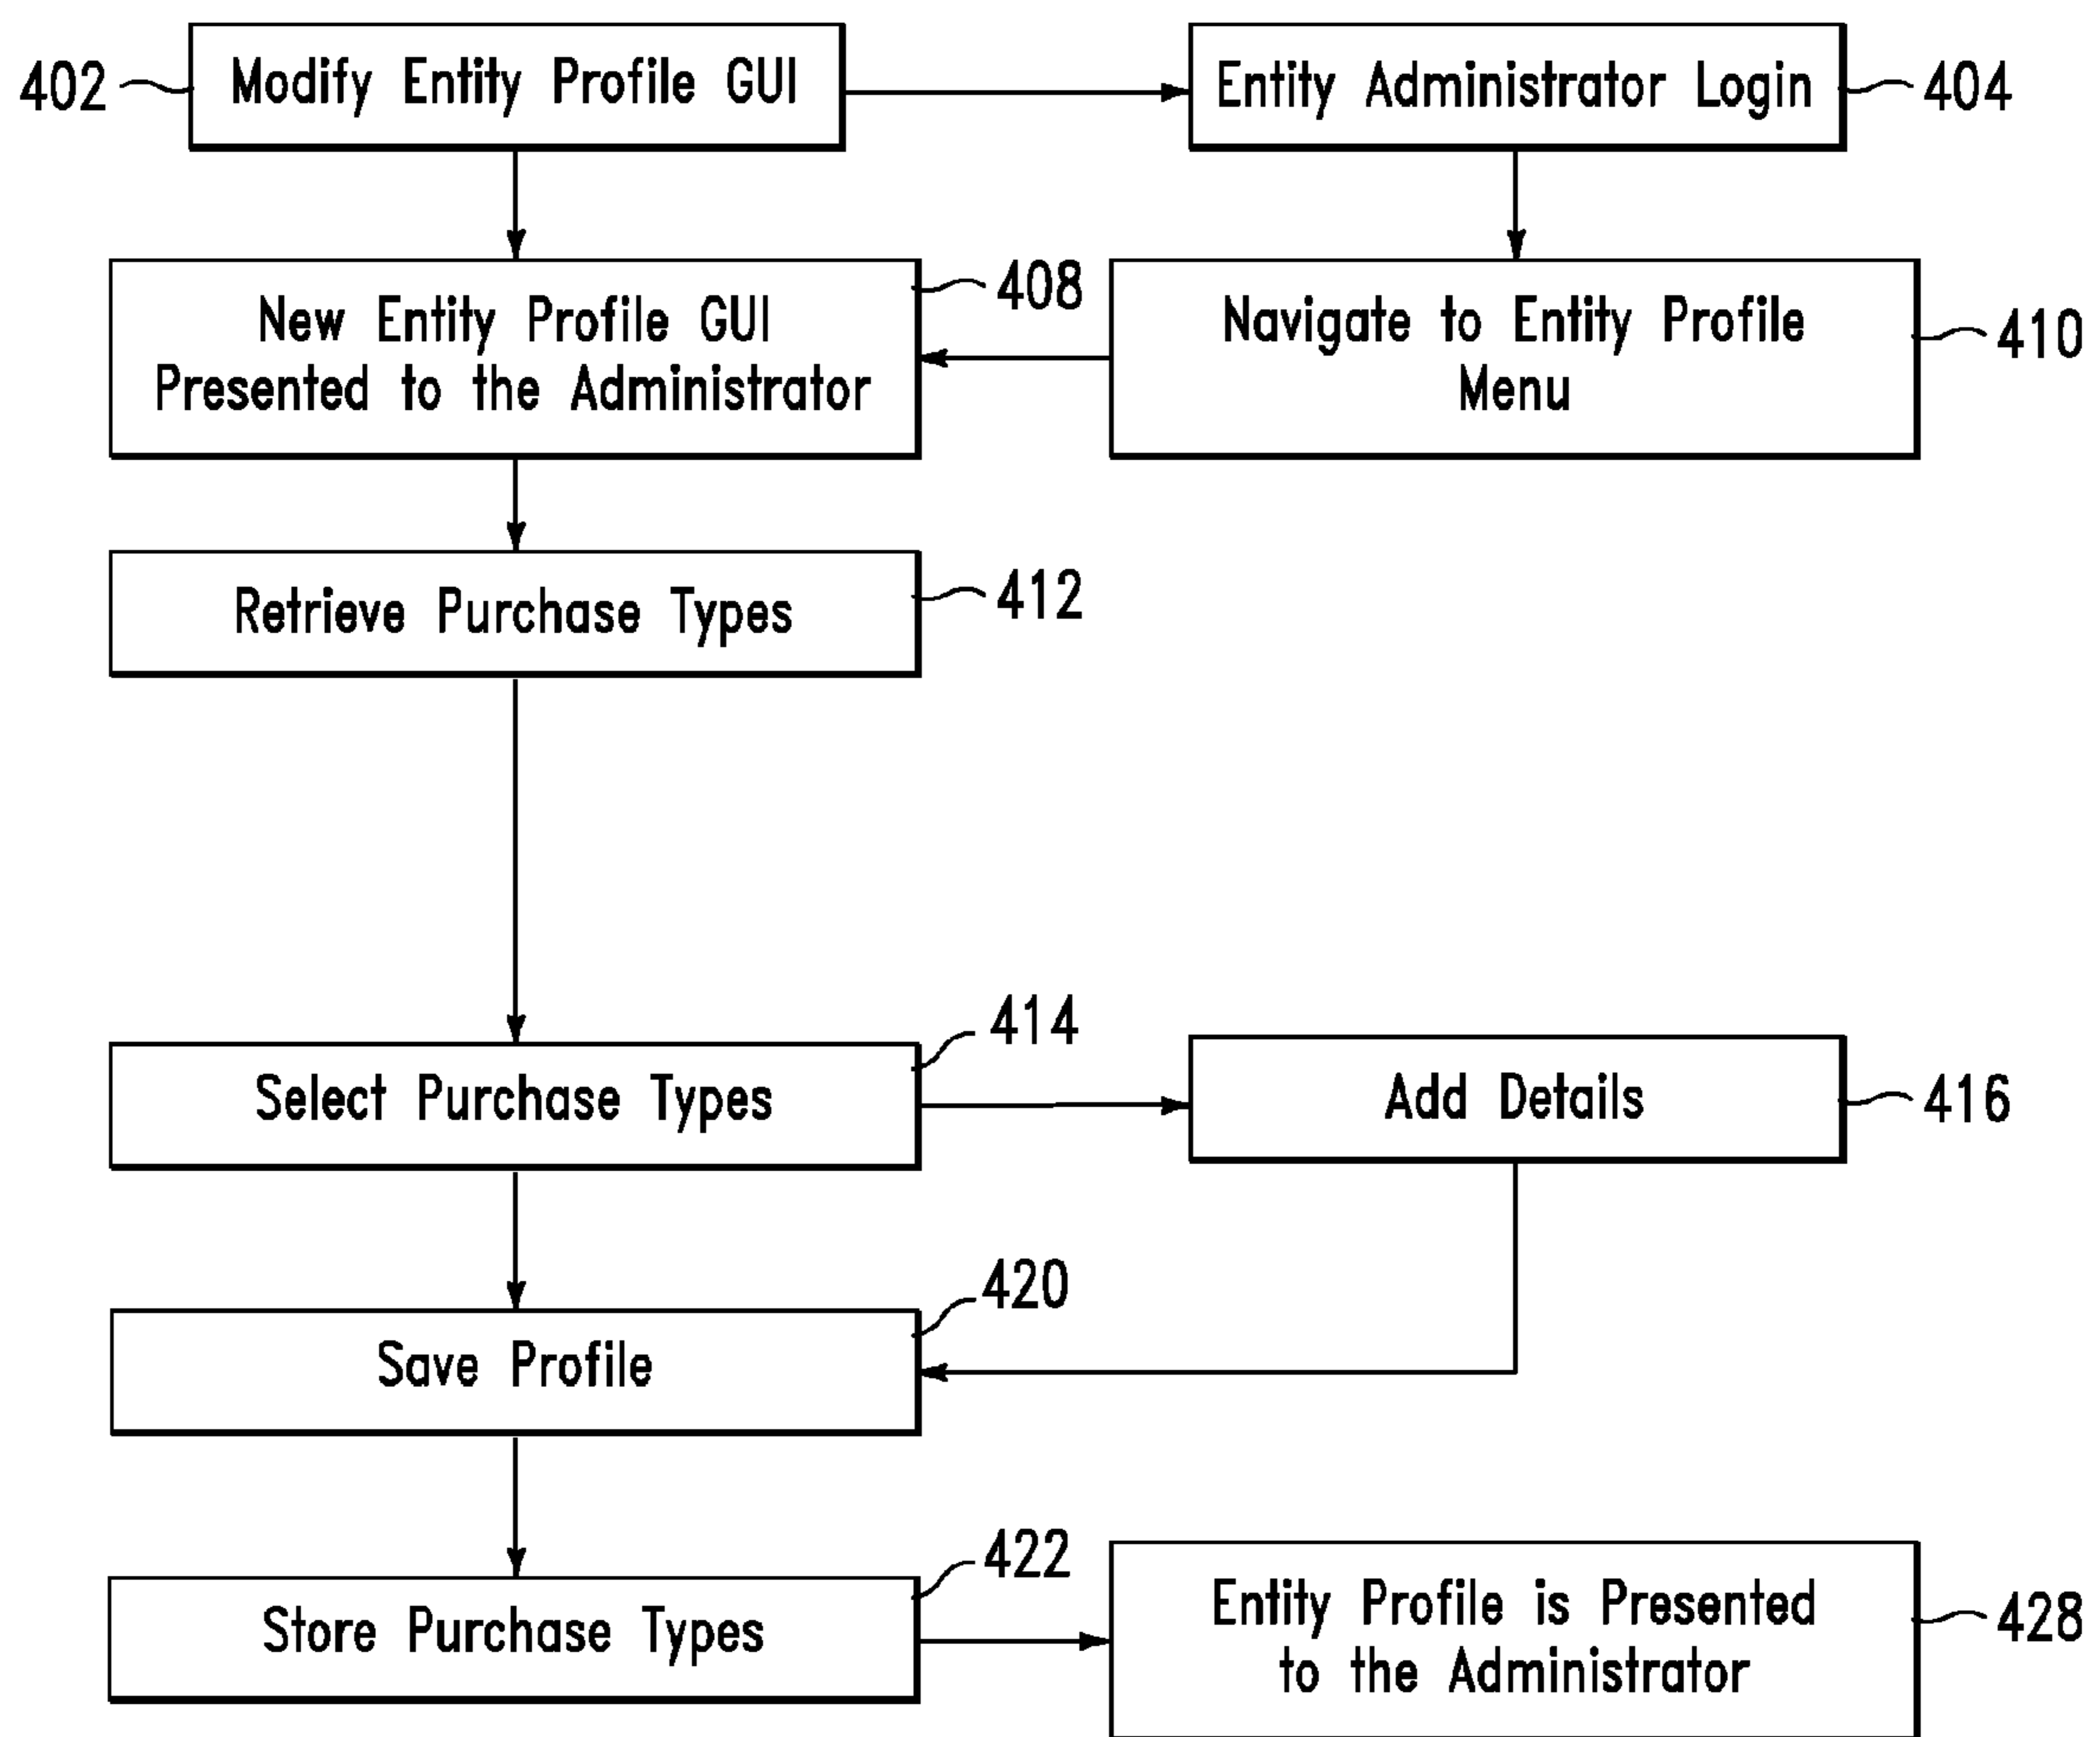 402
Modify Entity Profile GUI
Entity Administrator Login
404
New Entity Profile GUI
Presented to the Administrator
408
Navigate to Entity Profile
Menu
410
Retrieve Purchase Types
412
Select Purchase Types
414
Add Details
416
Save Profile
420
Store Purchase Types
422
Entity Profile is Presented
to the Administrator
428